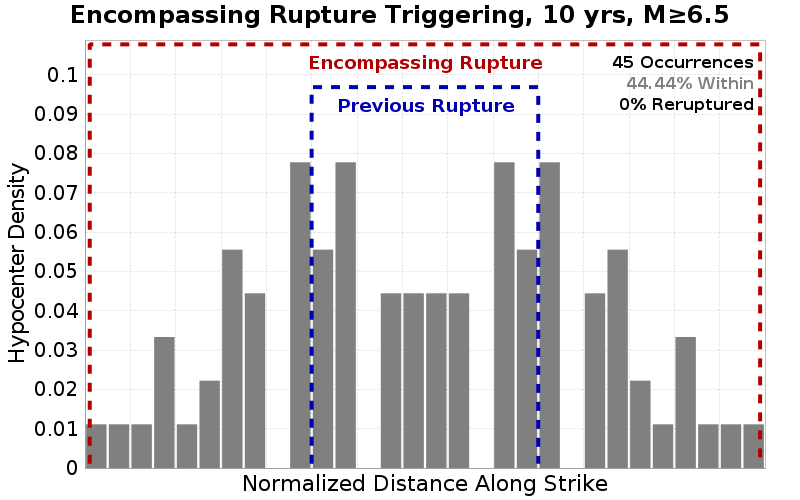 Encompassing Rupture Triggering, 10 yrs, M≥6.5
Encompassing Rupture
45 Occurrences
44.44% Within
0% Reruptured
Previous Rupture
Hypocenter Density
0.1
0.09
0.08
0.07
0.06
0.05
0.04
0.03
0.02
0.01
0
Normalized Distance Along Strike